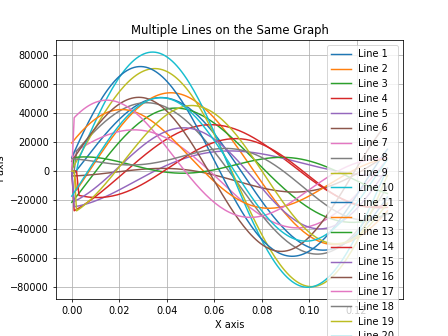 Multiple Lines on the Same Graph
80000
60000
40000
20000
0
−20000
−40000
−60000
−80000
0.00
0.02
0.04
0.06
0.08
0.10
X axis
Line 1
Line 2
Line 3
Line 4
Line 5
Line 6
Line 7
Line 8
Line 9
Line 10
Line 11
Line 12
Line 13
Line 14
Line 15
Line 16
Line 17
Line 18
Line 19
Line 20